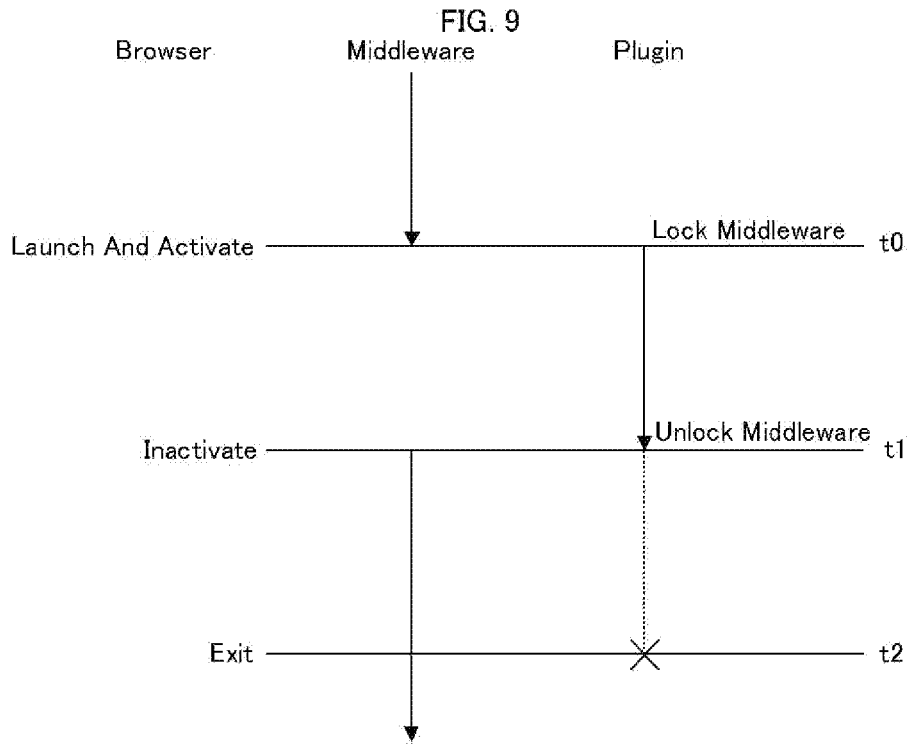 FIG. 9
Browser Middleware Plugin
Launch And Activate Lock Middleware t0
Inactivate Unlock Middleware t1
Exit t2